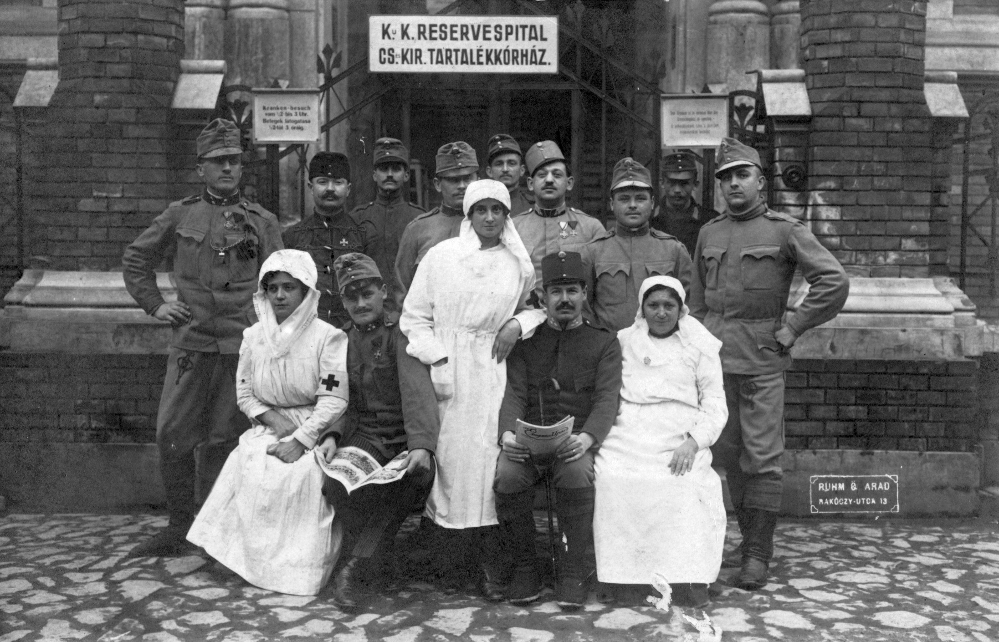 K. u K. RESERVESPITAL
CS. és KIR. TARTALÉKKÓRHÁZ.
Kranken-besuch
vom ½2 bis 3 Uhr.
Betegek látogatása
½2-től 3 óráig.
RUHM Ö. ARAD
RAKÓCZY-UTCA 13